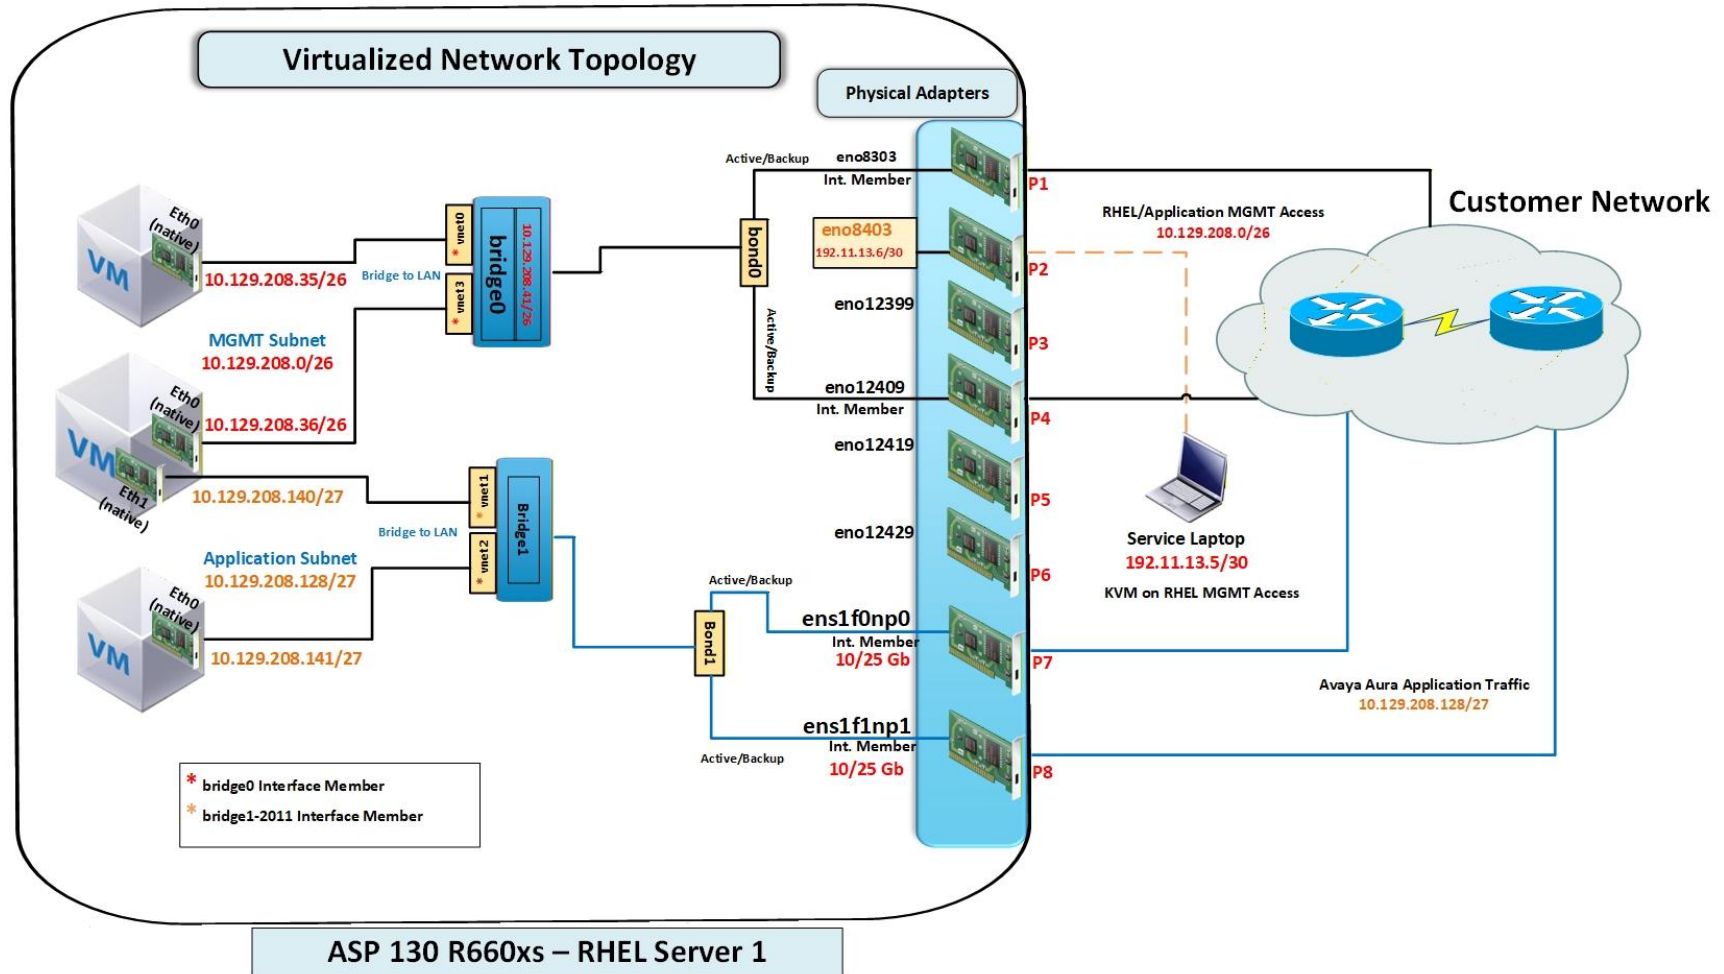 Virtualized Network Topology
Physical Adapters
Active/Backup
eno8303
Int. Member
P1
Customer Network
RHEL/Application MGMT Access
10.129.208.0/26
eno8403
192.11.13.6/30
P2
Eth0
(native)
VM
10.129.208.35/26
Bridge to LAN
* vnet0
* vnet3
bridge0
10.129.208.41/26
bond0
eno12399
P3
Active/Backup
MGMT Subnet
10.129.208.0/26
eno12409
Int. Member
P4
Eth0
(native)
VM
10.129.208.36/26
Eth1
(native)
10.129.208.140/27
eno12419
P5
* vnet1
* vnet2
Bridge1
Bridge to LAN
eno12429
P6
Service Laptop
192.11.13.5/30
KVM on RHEL MGMT Access
Application Subnet
10.129.208.128/27
Eth0
(native)
VM
10.129.208.141/27
Active/Backup
Bond1
ens1f0np0
Int. Member
10/25 Gb
P7
Avaya Aura Application Traffic
10.129.208.128/27
ens1f1np1
Int. Member
Active/Backup
10/25 Gb
P8
* bridge0 Interface Member
* bridge1-2011 Interface Member
ASP 130 R660xs – RHEL Server 1